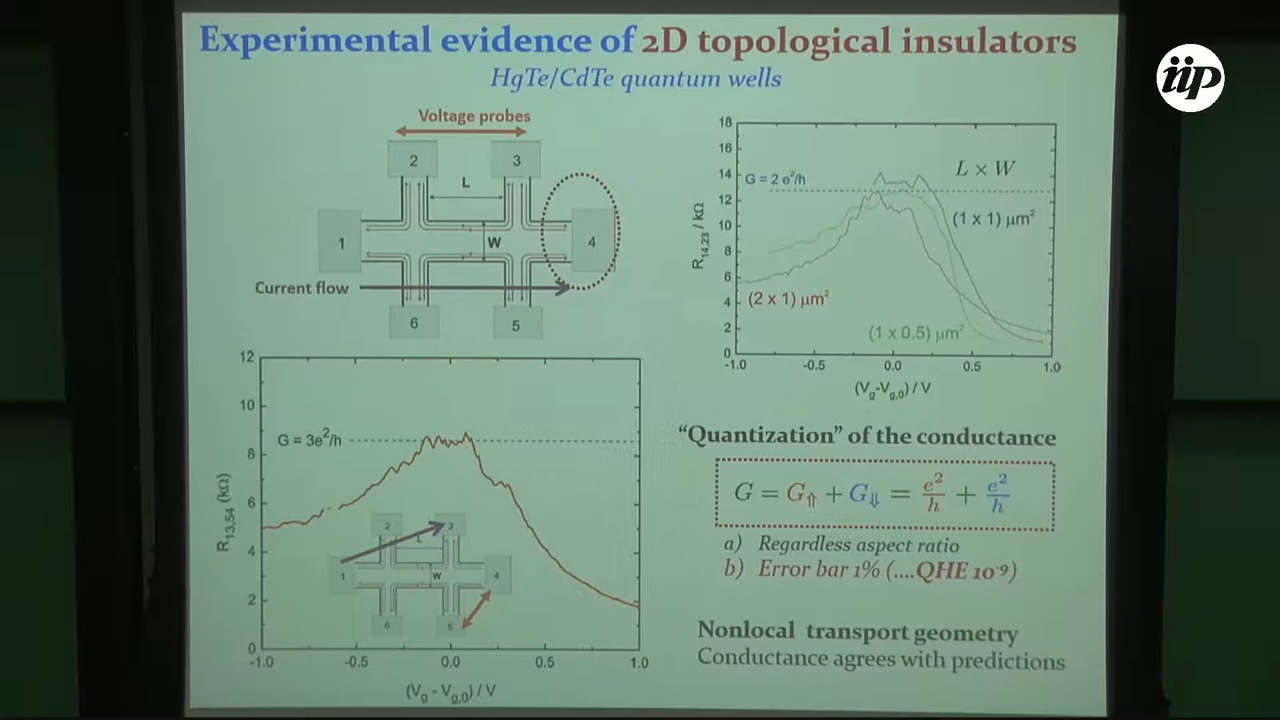 Experimental evidence of 2D topological insulators
HgTe/CdTe quantum wells
iip
Voltage probes
2
3
L
1
W
4
Current flow
6
5
18
16
14
12
10
8
6
4
2
0
R14,23 / kΩ
G = 2 e²/h
L × W
(1 x 1) μm²
(2 x 1) μm²
(1 x 0.5) μm²
-1.0
-0.5
0.0
0.5
1.0
(Vg-Vg,0) / V
12
10
8
6
4
2
0
R13,54 (kΩ)
G = 3e²/h
2
3
L
1
W
4
6
5
-1.0
-0.5
0.0
0.5
1.0
(Vg - Vg,0) / V
“Quantization” of the conductance
G = G⇑ + G⇓ = e²/h + e²/h
a) Regardless aspect ratio
b) Error bar 1% (....QHE 10⁻⁹)
Nonlocal transport geometry
Conductance agrees with predictions